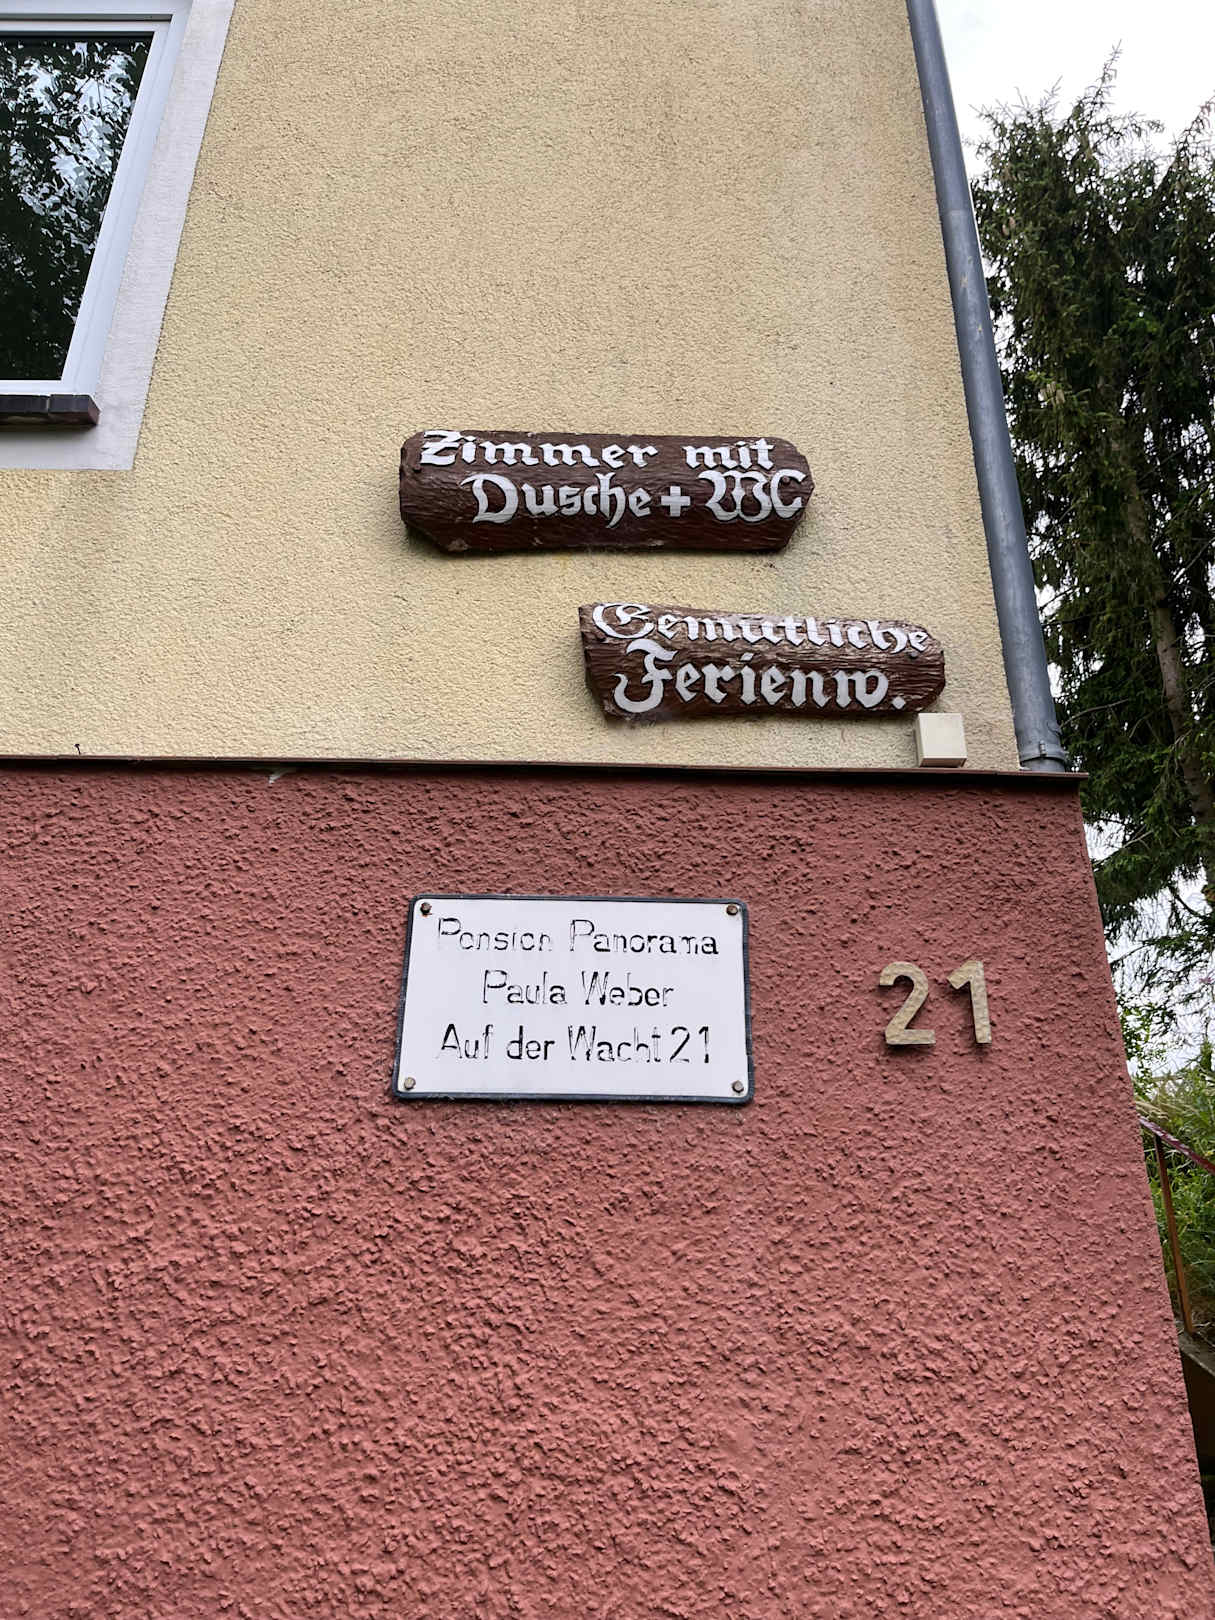 Zimmer mit
Dusche + WC
Gemütliche
Ferienw.
Pension Panorama
Paula Weber
Auf der Wacht 21
21